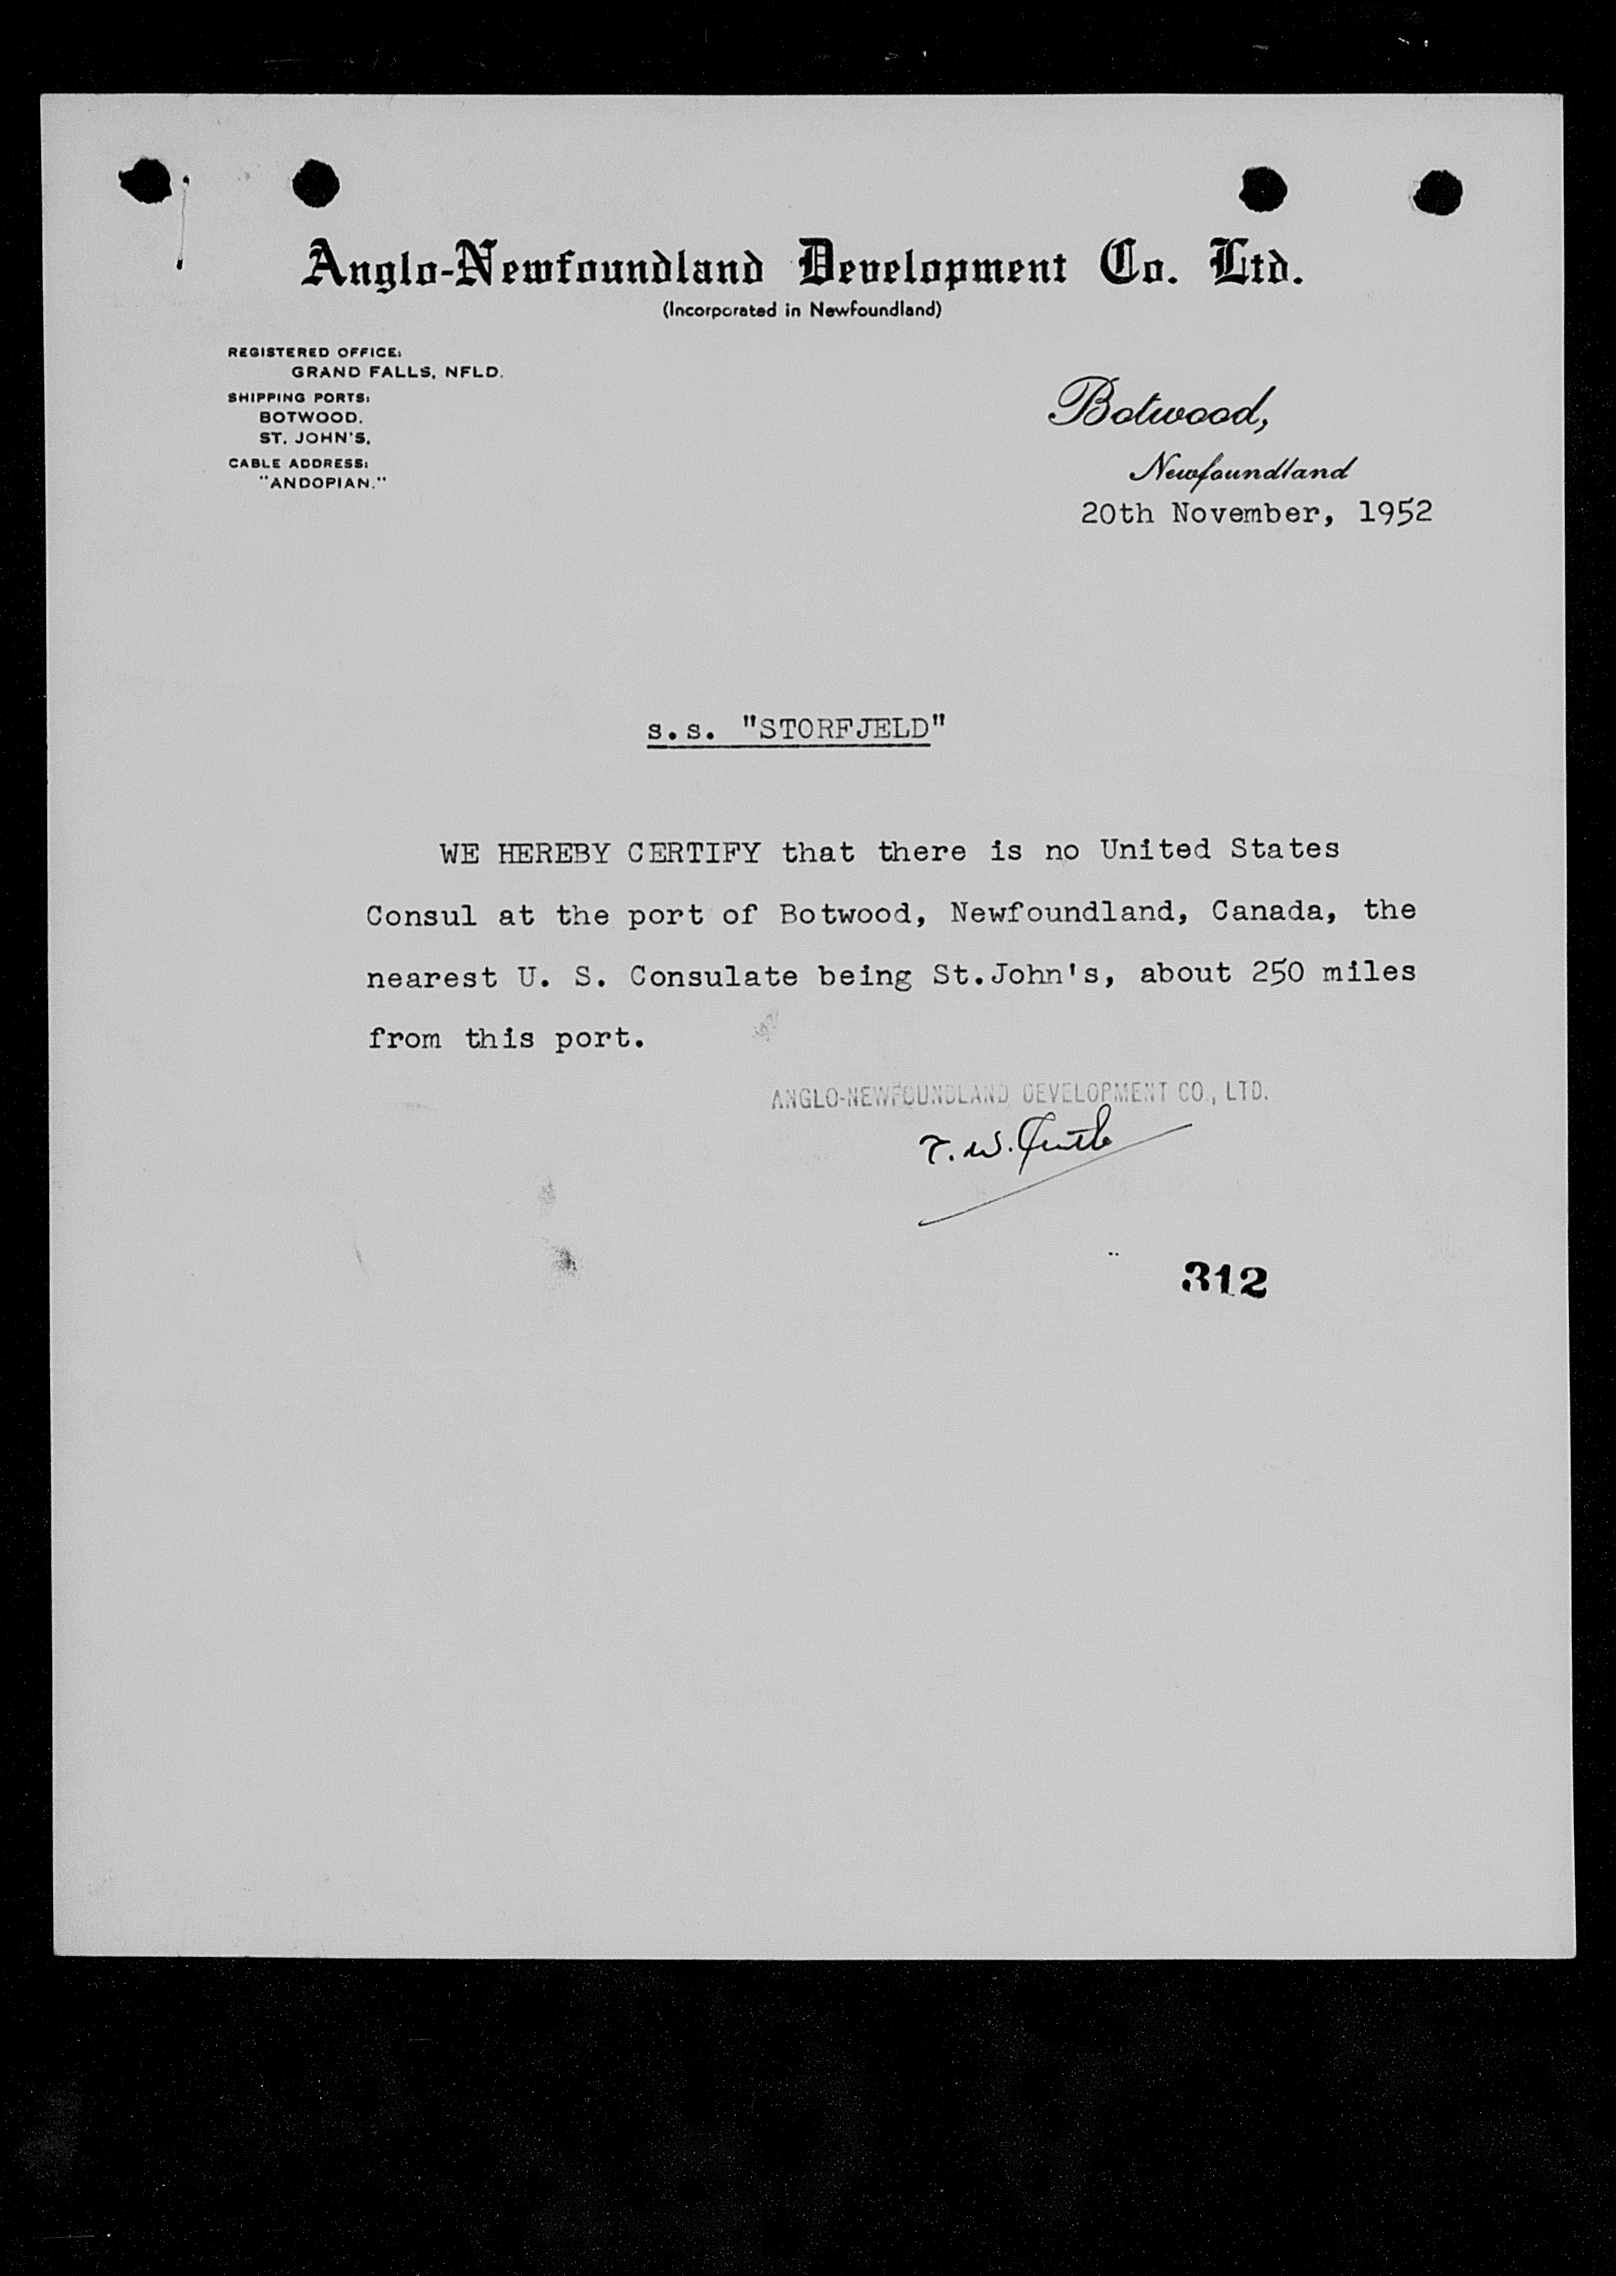 Anglo-Newfoundland Development Co. Ltd.
(Incorporated in Newfoundland)
REGISTERED OFFICE:
GRAND FALLS, NFLD.
SHIPPING PORTS:
BOTWOOD.
ST. JOHN'S.
CABLE ADDRESS:
"ANDOPIAN."
Botwood,
Newfoundland
20th November, 1952
s.s. "STORFJELD"
WE HEREBY CERTIFY that there is no United States
Consul at the port of Botwood, Newfoundland, Canada, the
nearest U. S. Consulate being St.John's, about 250 miles
from this port.
ANGLO-NEWFOUNDLAND DEVELOPMENT CO., LTD.
312